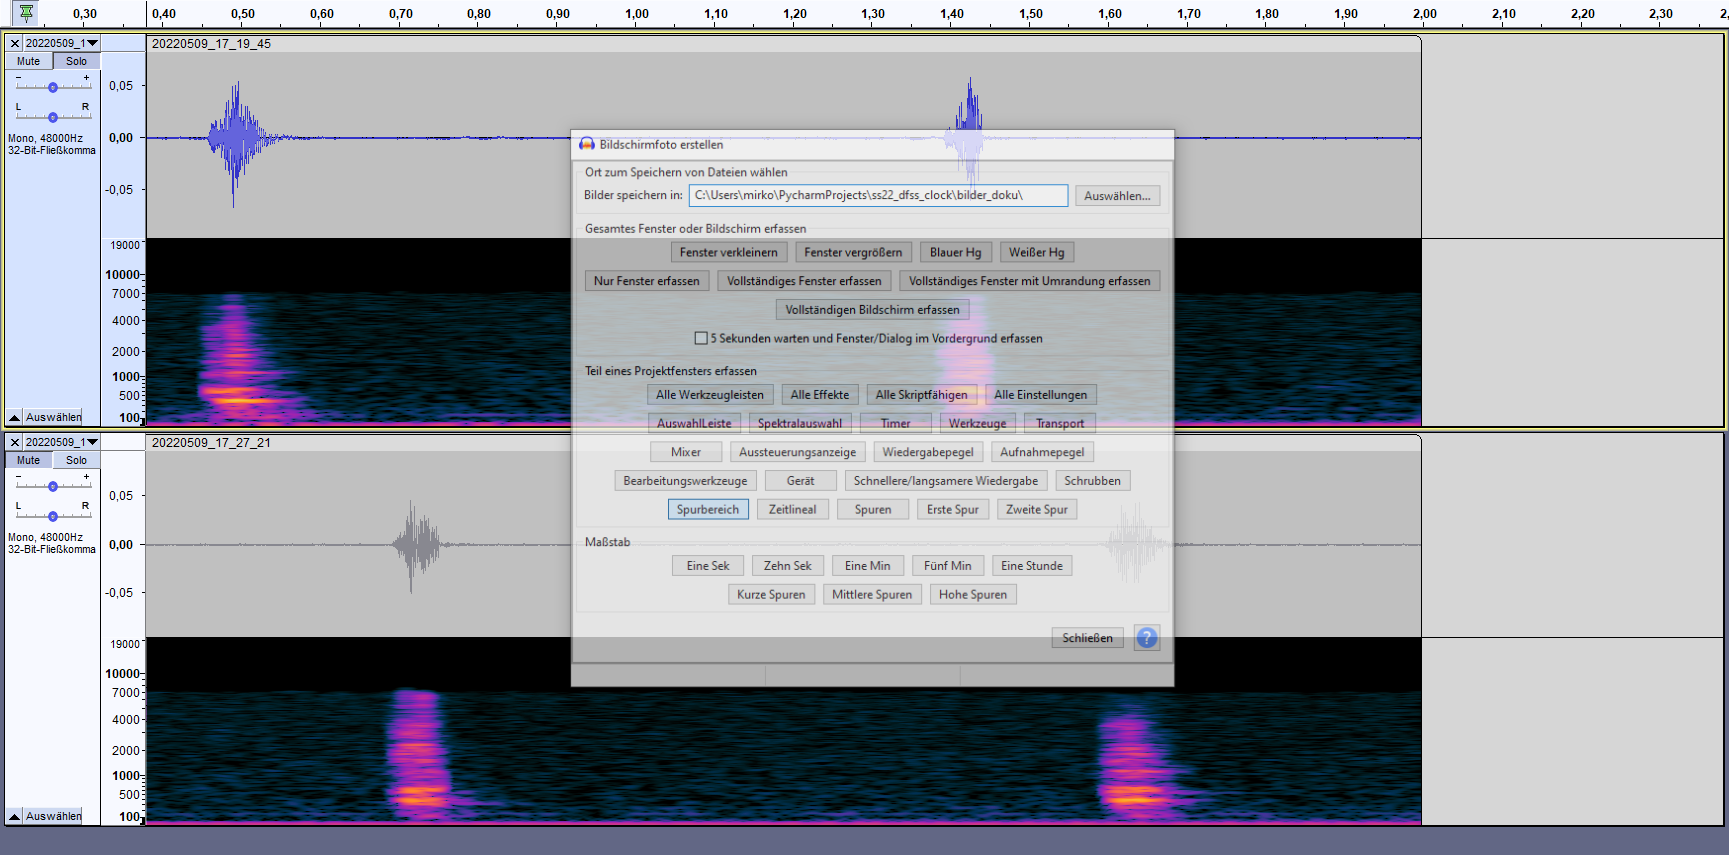 0,30 0,40 0,50 0,60 0,70 0,80 0,90 1,00 1,10 1,20 1,30 1,40 1,50 1,60 1,70 1,80 1,90 2,00 2,10 2,20 2,30 2,
20220509_1 20220509_17_19_45
Mute Solo
- +
L R
Mono, 48000Hz
32-Bit-Fließkomma
0,05
0,00
-0,05
19000
10000
7000
4000
2000
1000
500
100
Auswählen
20220509_1 20220509_17_27_21
Mute Solo
- +
L R
Mono, 48000Hz
32-Bit-Fließkomma
0,05
0,00
-0,05
19000
10000
7000
4000
2000
1000
500
100
Auswählen
Bildschirmfoto erstellen
Ort zum Speichern von Dateien wählen
Bilder speichern in: C:\Users\mirko\PycharmProjects\ss22_dfss_clock\bilder_doku\ Auswählen...
Gesamtes Fenster oder Bildschirm erfassen
Fenster verkleinern Fenster vergrößern Blauer Hg Weißer Hg
Nur Fenster erfassen Vollständiges Fenster erfassen Vollständiges Fenster mit Umrandung erfassen
Vollständigen Bildschirm erfassen
5 Sekunden warten und Fenster/Dialog im Vordergrund erfassen
Teil eines Projektfensters erfassen
Alle Werkzeugleisten Alle Effekte Alle Skriptfähigen Alle Einstellungen
AuswahlLeiste Spektralauswahl Timer Werkzeuge Transport
Mixer Aussteuerungsanzeige Wiedergabepegel Aufnahmepegel
Bearbeitungswerkzeuge Gerät Schnellere/langsamere Wiedergabe Schrubben
Spurbereich Zeitlineal Spuren Erste Spur Zweite Spur
Maßstab
Eine Sek Zehn Sek Eine Min Fünf Min Eine Stunde
Kurze Spuren Mittlere Spuren Hohe Spuren
Schließen ?